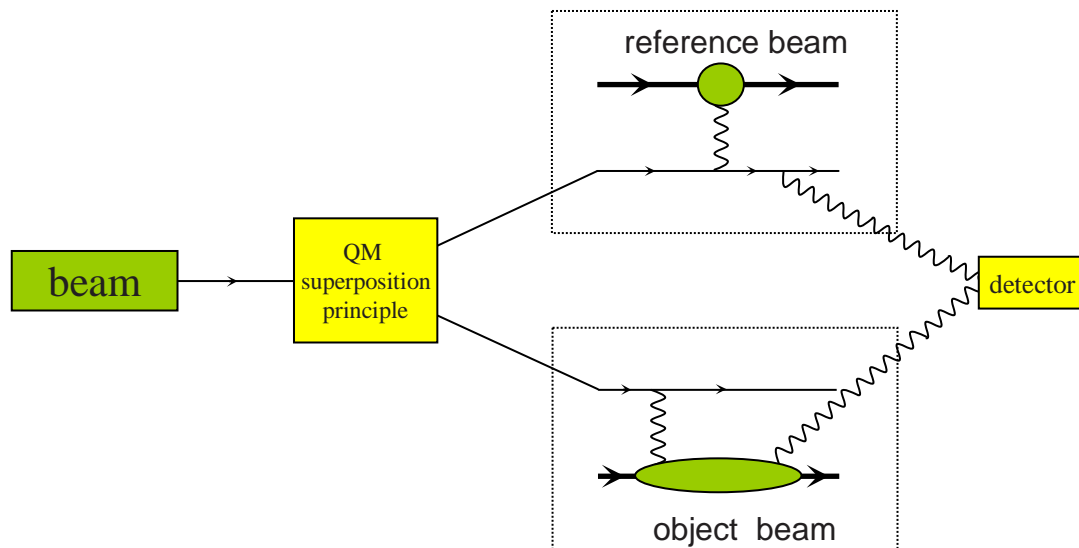 reference beam
beam
QM
superposition
principle
detector
object beam